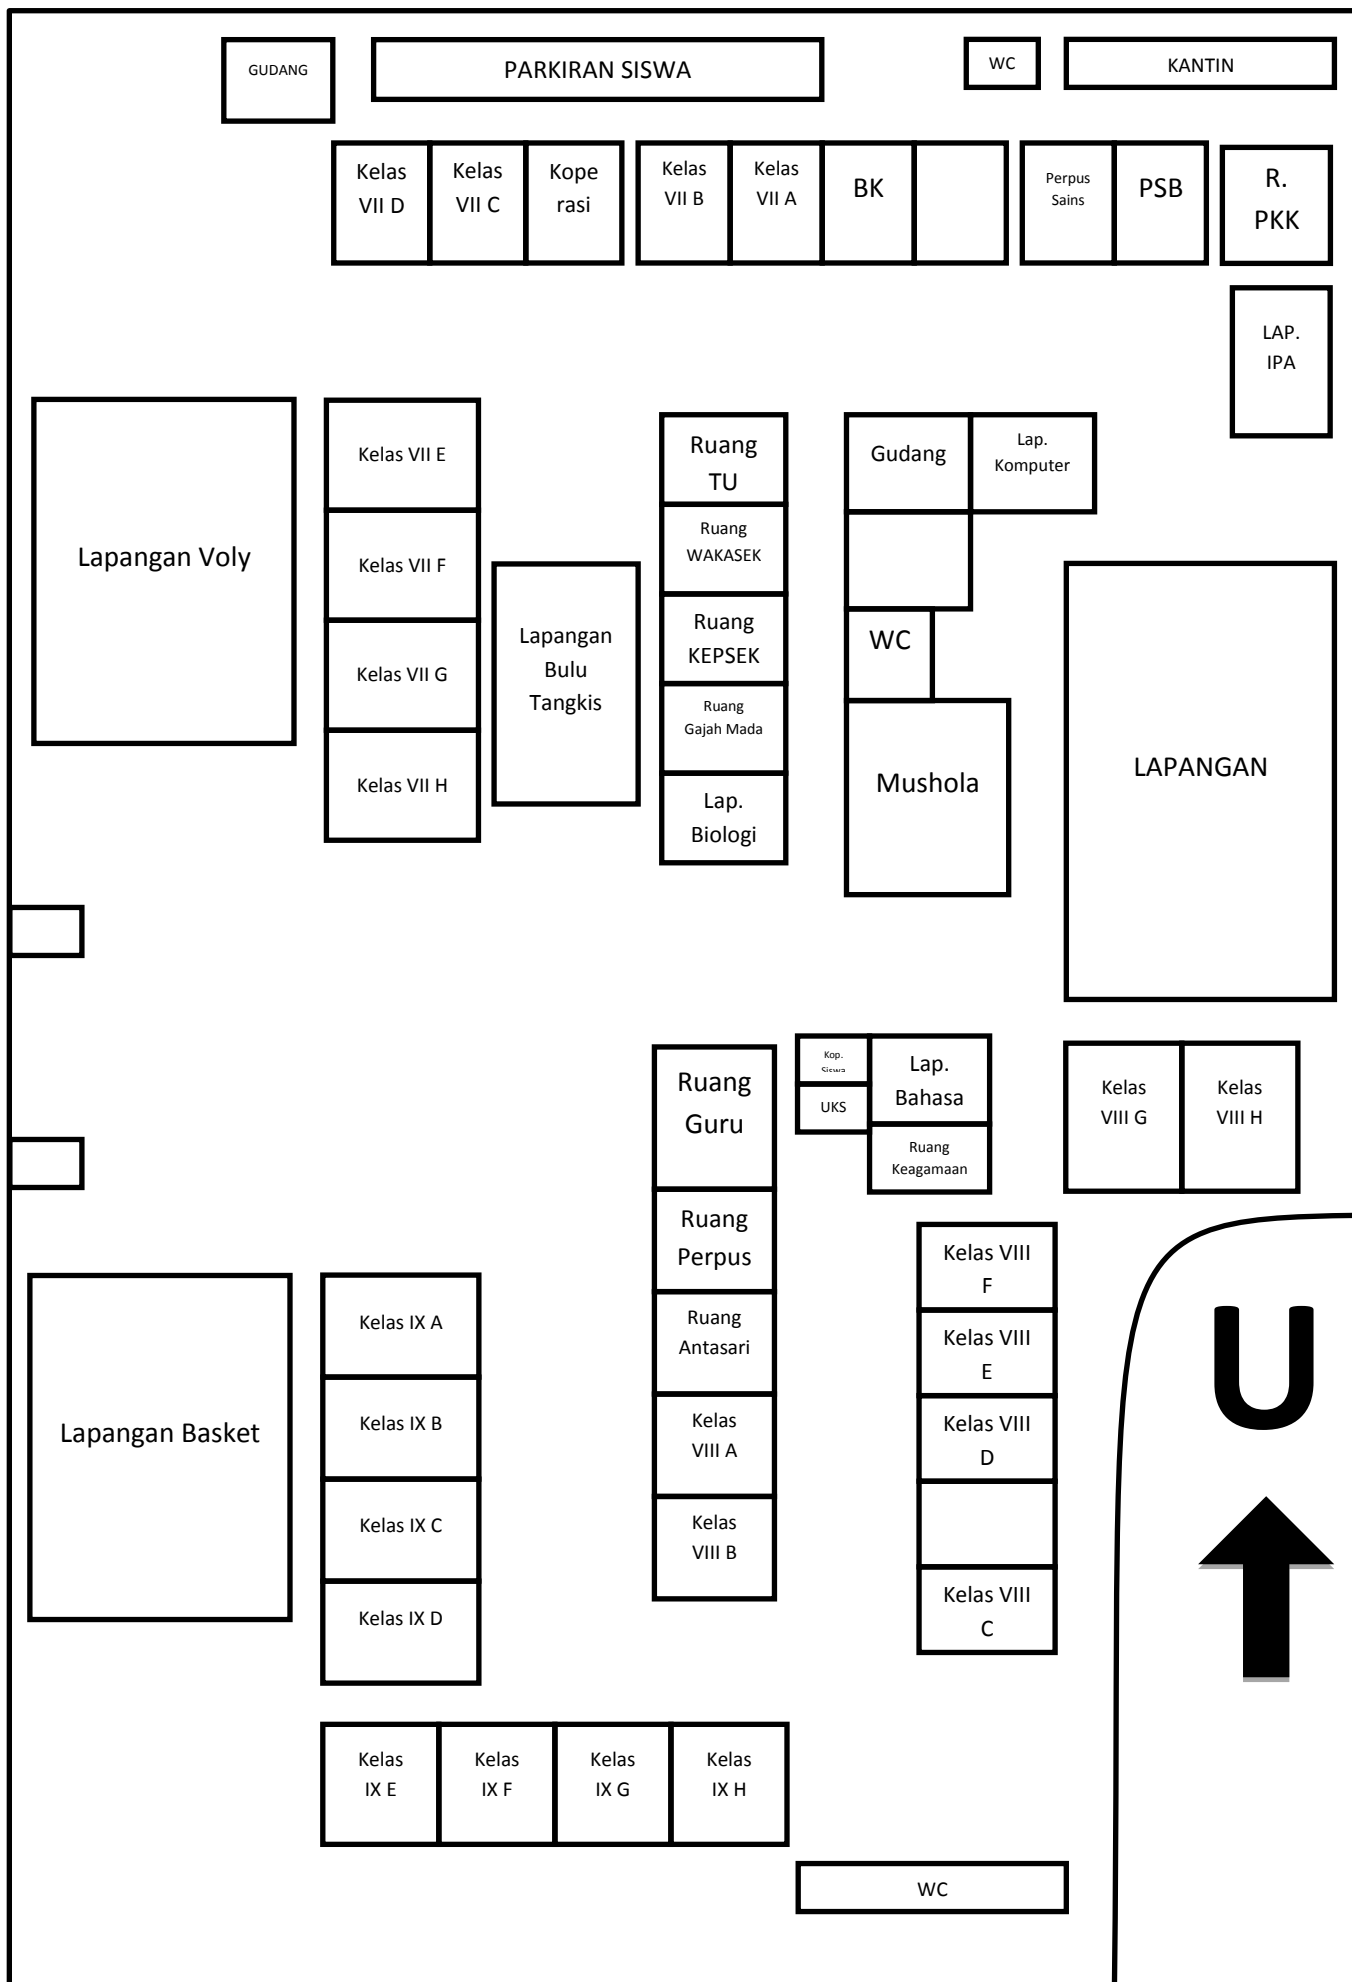 GUDANG
PARKIRAN SISWA
WC
KANTIN
Kelas
VII D
Kelas
VII C
Kope
rasi
Kelas
VII B
Kelas
VII A
BK
Perpus
Sains
PSB
R.
PKK
LAP.
IPA
Lapangan Voly
Kelas VII E
Kelas VII F
Kelas VII G
Kelas VII H
Lapangan
Bulu
Tangkis
Ruang
TU
Ruang
WAKASEK
Ruang
KEPSEK
Ruang
Gajah Mada
Lap.
Biologi
Gudang
Lap.
Komputer
WC
Mushola
LAPANGAN
Ruang
Guru
Ruang
Perpus
Ruang
Antasari
Kelas
VIII A
Kelas
VIII B
Kop.
Siswa
UKS
Lap.
Bahasa
Ruang
Keagamaan
Kelas
VIII G
Kelas
VIII H
Kelas VIII
F
Kelas VIII
E
Kelas VIII
D
Kelas VIII
C
U
Lapangan Basket
Kelas IX A
Kelas IX B
Kelas IX C
Kelas IX D
Kelas
IX E
Kelas
IX F
Kelas
IX G
Kelas
IX H
WC